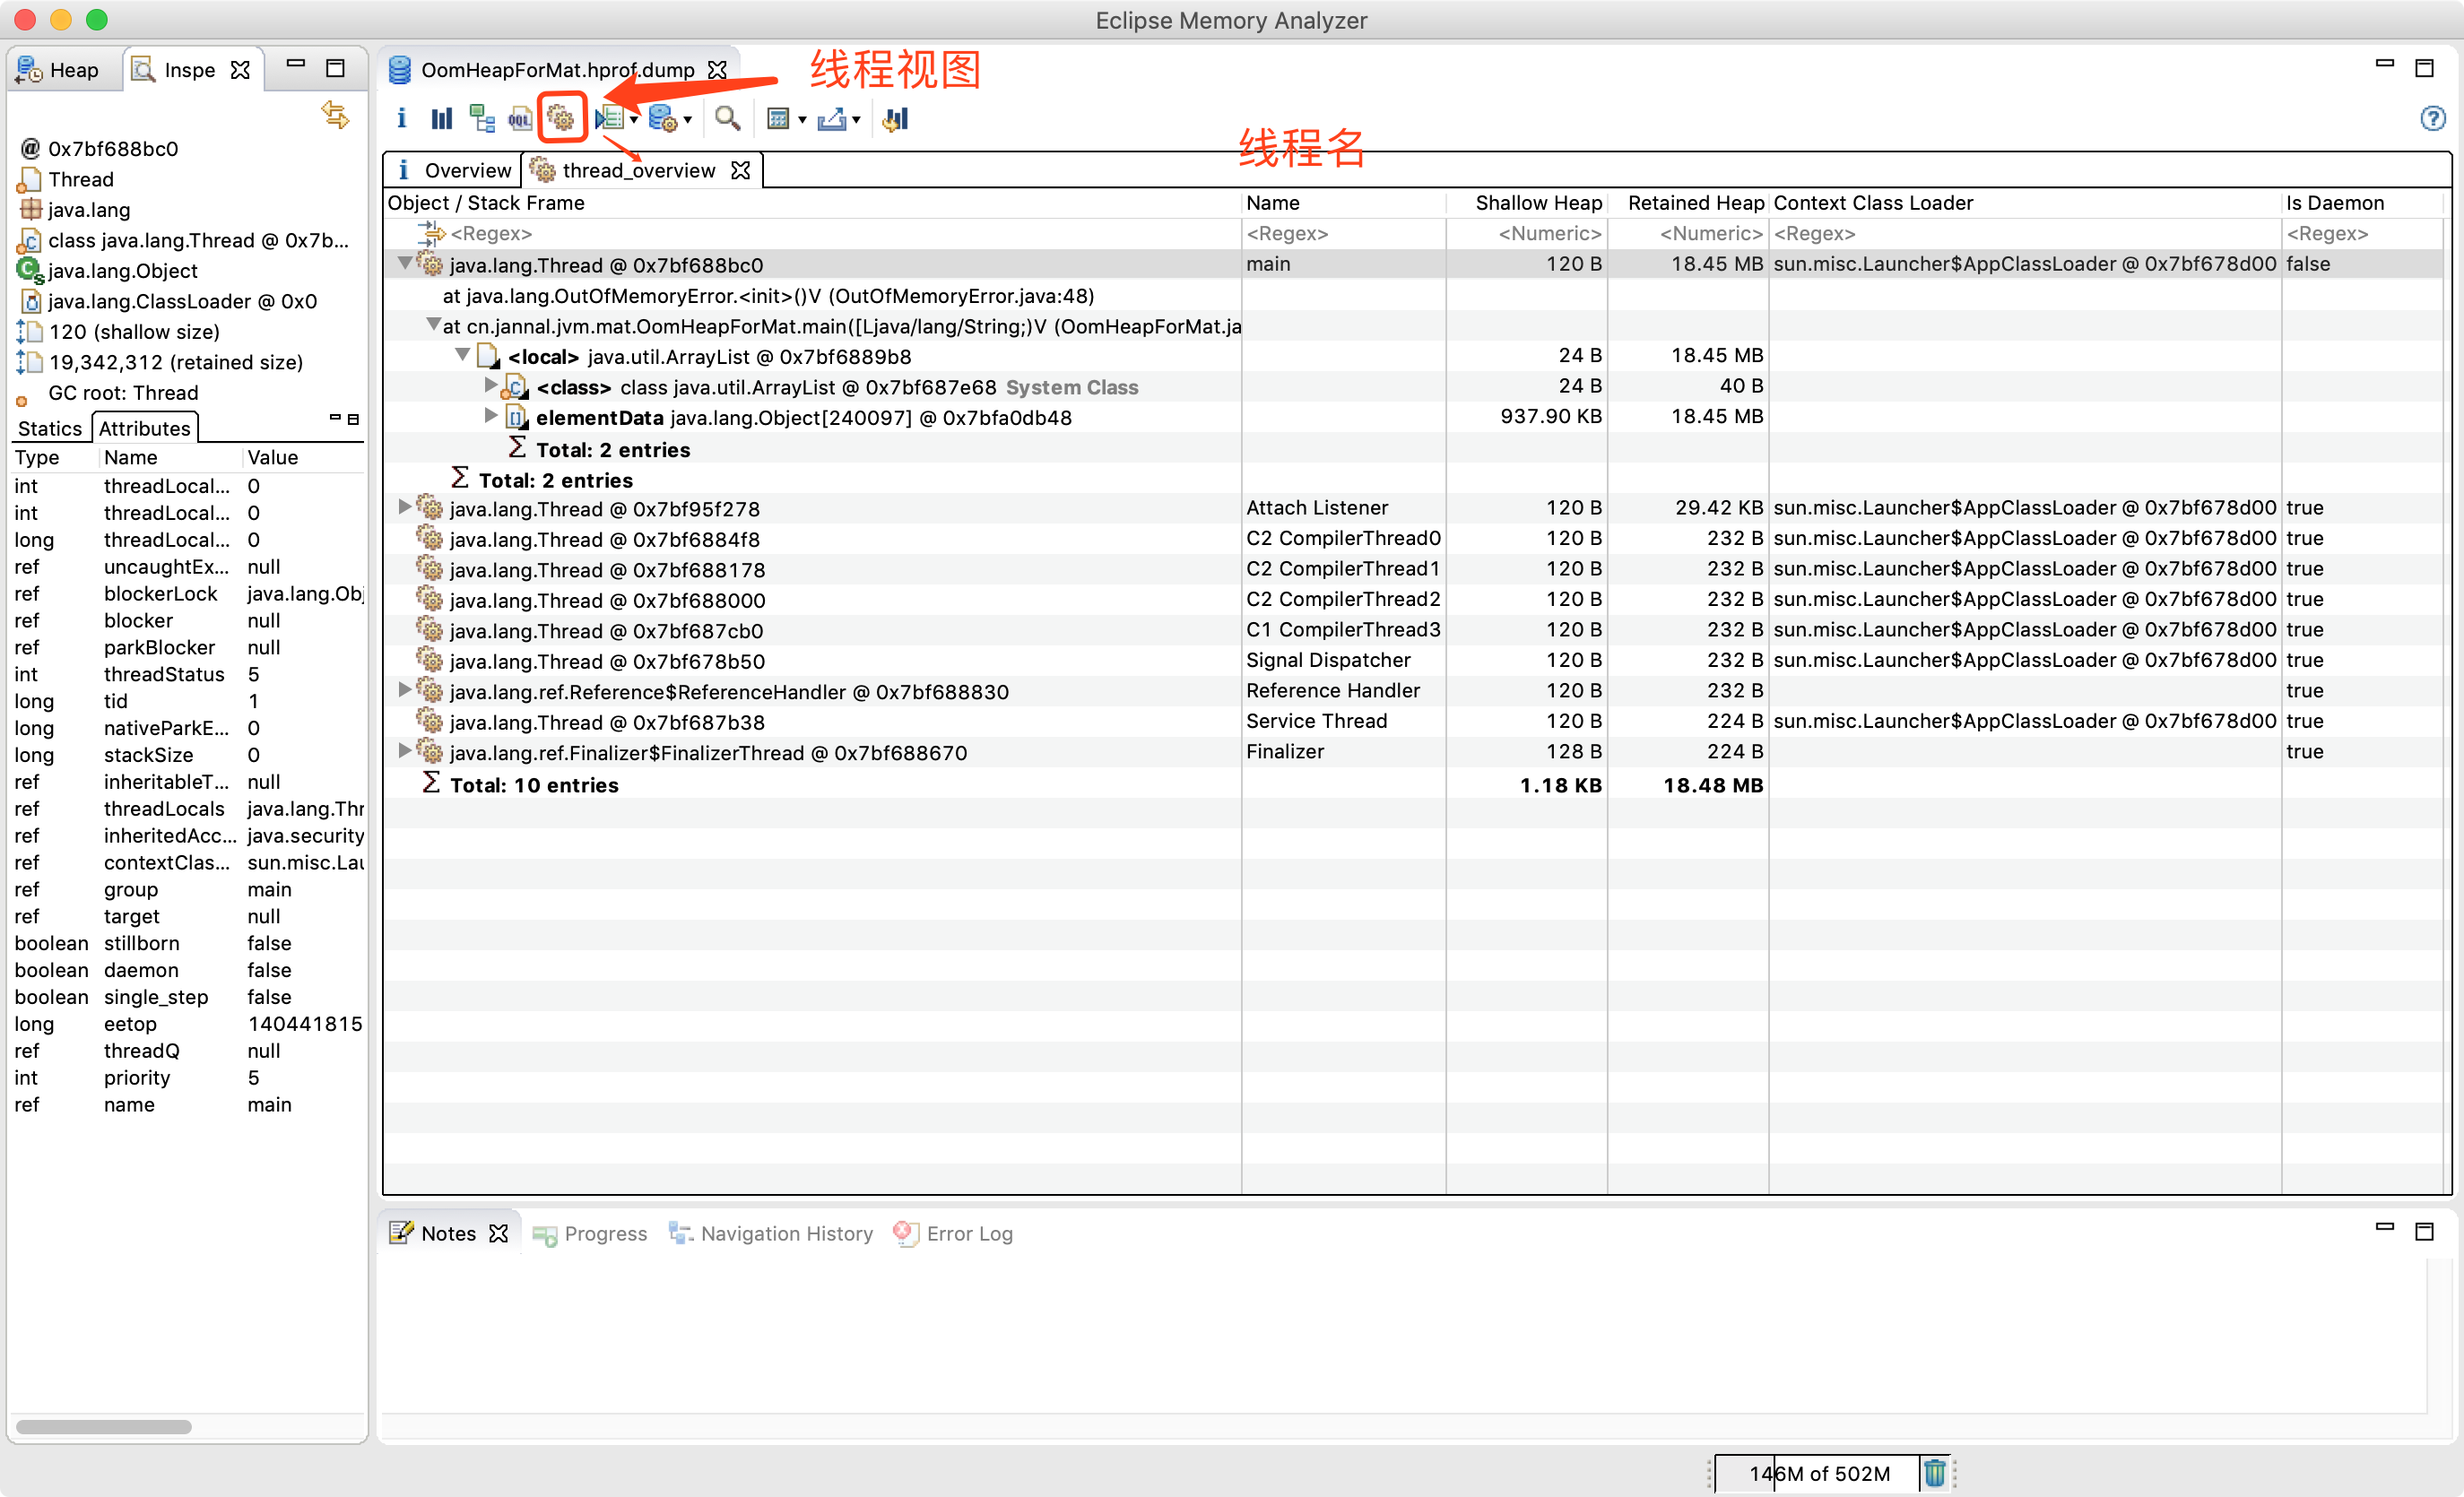 Eclipse Memory Analyzer
Heap
Inspe
@ 0x7bf688bc0
Thread
java.lang
class java.lang.Thread @ 0x7b...
java.lang.Object
java.lang.ClassLoader @ 0x0
120 (shallow size)
19,342,312 (retained size)
GC root: Thread
Statics Attributes
Type Name Value
int threadLocal... 0
int threadLocal... 0
long threadLocal... 0
ref uncaughtEx... null
ref blockerLock java.lang.Obj
ref blocker null
ref parkBlocker null
int threadStatus 5
long tid 1
long nativeParkE... 0
long stackSize 0
ref inheritableT... null
ref threadLocals java.lang.Thr
ref inheritedAcc... java.security
ref contextClas... sun.misc.Lau
ref group main
ref target null
boolean stillborn false
boolean daemon false
boolean single_step false
long eetop 140441815
ref threadQ null
int priority 5
ref name main
OomHeapForMat.hprof.dump
线程视图
OQL
线程名
Overview thread_overview
Object / Stack Frame Name Shallow Heap Retained Heap Context Class Loader Is Daemon
<Regex> <Regex> <Numeric> <Numeric> <Regex> <Regex>
java.lang.Thread @ 0x7bf688bc0 main 120 B 18.45 MB sun.misc.Launcher$AppClassLoader @ 0x7bf678d00 false
at java.lang.OutOfMemoryError.<init>()V (OutOfMemoryError.java:48)
at cn.jannal.jvm.mat.OomHeapForMat.main([Ljava/lang/String;)V (OomHeapForMat.ja
<local> java.util.ArrayList @ 0x7bf6889b8 24 B 18.45 MB
<class> class java.util.ArrayList @ 0x7bf687e68 System Class 24 B 40 B
elementData java.lang.Object[240097] @ 0x7bfa0db48 937.90 KB 18.45 MB
Σ Total: 2 entries
Σ Total: 2 entries
java.lang.Thread @ 0x7bf95f278 Attach Listener 120 B 29.42 KB sun.misc.Launcher$AppClassLoader @ 0x7bf678d00 true
java.lang.Thread @ 0x7bf6884f8 C2 CompilerThread0 120 B 232 B sun.misc.Launcher$AppClassLoader @ 0x7bf678d00 true
java.lang.Thread @ 0x7bf688178 C2 CompilerThread1 120 B 232 B sun.misc.Launcher$AppClassLoader @ 0x7bf678d00 true
java.lang.Thread @ 0x7bf688000 C2 CompilerThread2 120 B 232 B sun.misc.Launcher$AppClassLoader @ 0x7bf678d00 true
java.lang.Thread @ 0x7bf687cb0 C1 CompilerThread3 120 B 232 B sun.misc.Launcher$AppClassLoader @ 0x7bf678d00 true
java.lang.Thread @ 0x7bf678b50 Signal Dispatcher 120 B 232 B sun.misc.Launcher$AppClassLoader @ 0x7bf678d00 true
java.lang.ref.Reference$ReferenceHandler @ 0x7bf688830 Reference Handler 120 B 232 B true
java.lang.Thread @ 0x7bf687b38 Service Thread 120 B 224 B sun.misc.Launcher$AppClassLoader @ 0x7bf678d00 true
java.lang.ref.Finalizer$FinalizerThread @ 0x7bf688670 Finalizer 128 B 224 B true
Σ Total: 10 entries 1.18 KB 18.48 MB
Notes Progress Navigation History Error Log
146M of 502M